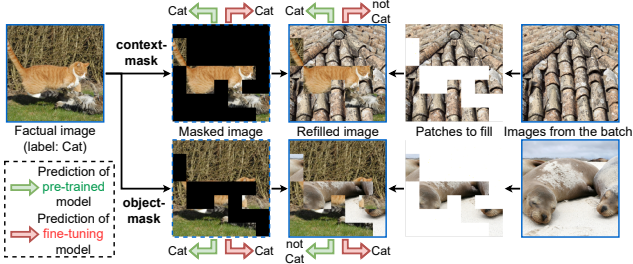 Cat Cat Cat not
Cat
context-
mask
Factual image
(label: Cat)
Masked image
Refilled image
Patches to fill
Images from the batch
Prediction of
pre-trained
model
Prediction of
fine-tuning
model
object-
mask
Cat Cat not
Cat Cat